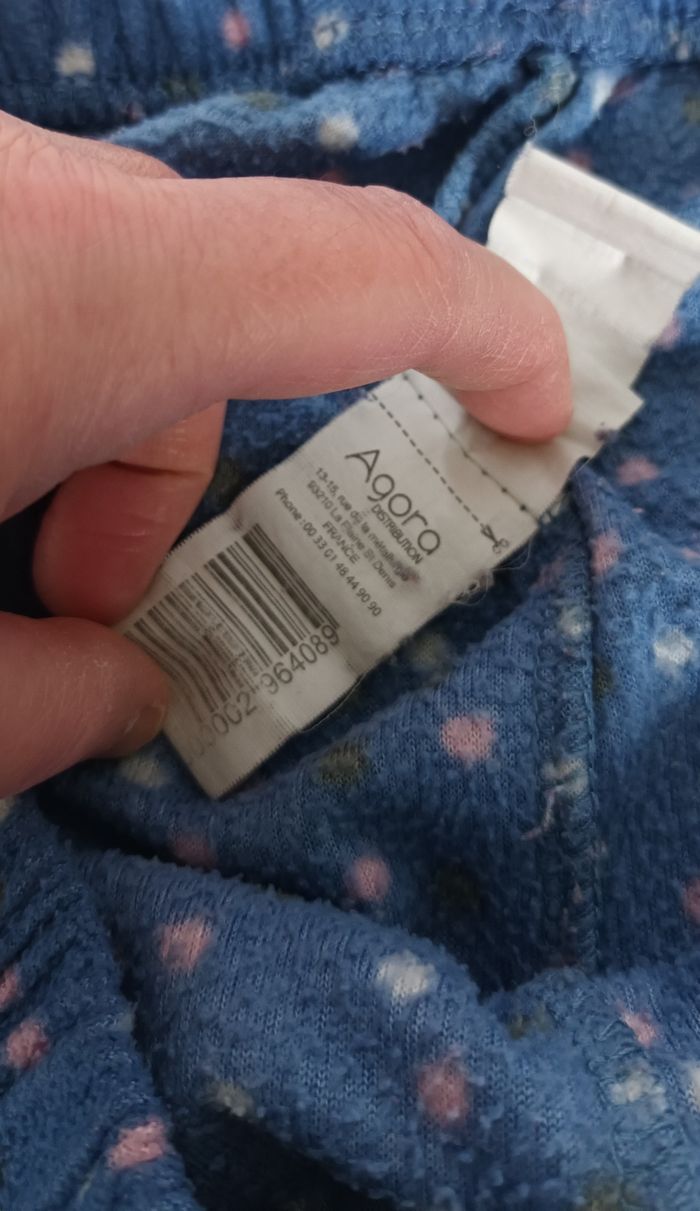 Agora
DISTRIBUTION
13-15, rue de la métallurgie
93210 La Plaine St Denis
FRANCE
Phone : 00 33 01 48 44 90 90
964089